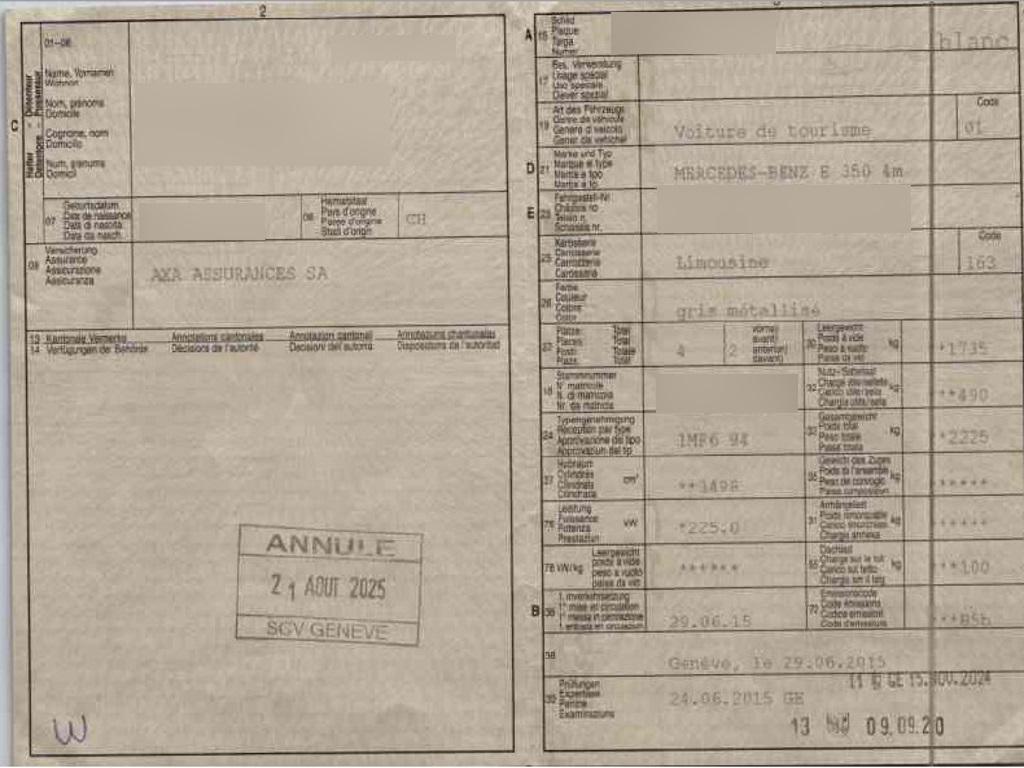 2
C
Halter - Détenteur
Detentore - Possessur
01-06
Name, Vornamen
Wohnort
Nom, prénoms
Domicile
Cognome, nomi
Domicilio
Num, prenums
Domicil
07 Geburtsdatum
Date de naissance
Data di nascita
Data da nasch.
08 Heimatstaat
Pays d'origine
Paese d'origine
Stadi d'origin
CH
09 Versicherung
Assurance
Assicurazione
Assicuranza
AXA ASSURANCES SA
13 Kantonale Vermerke Annotations cantonales Annotazioni cantonali Annotaziuns chantunalas
14 Verfügungen der Behörde Décisions de l'autorité Decisioni dell'autorità Disposiziuns da l'autoritad
ANNULE
21 AOUT 2025
SCV GENEVE
W
A 15 Schild
Plaque
Targa
Numer
blanc
17 Bes. Verwendung
Usage spécial
Uso speciale
Diever spezial
19 Art des Fahrzeugs
Genre de véhicule
Genere di veicolo
Gener da vehichel
Voiture de tourisme
Code
01
D 21 Marke und Typ
Marque et type
Marca e tipo
Marca e tip
MERCEDES-BENZ E 350 4m
E 23 Fahrgestell-Nr.
Châssis no
Telaio n.
Schassis nr.
25 Karosserie
Carrosserie
Carrozzeria
Carossaria
Limousine
Code
163
26 Farbe
Couleur
Colore
Color
gris métallisé
27 Plätze: Total
Places: Total
Posti: Totale
Plazs: Total
4
2
vorne)
avant)
anteriori)
davant)
30 Leergewicht
Poids à vide
Peso a vuoto
Paisa da vid
kg
*1735
18 Stammnummer
N° matricule
N. di matricola
Nr. da matricla
32 Nutz-/Sattellast
Charge utile/sellette
Carico utile/sella
Chargia utila/sella
kg
**490
24 Typengenehmigung
Réception par type
Approvazione del tipo
Approvaziun dal tip
1MF6 94
33 Gesamtgewicht
Poids total
Peso totale
Paisa totala
kg
*2225
37 Hubraum
Cylindrée
Cilindrata
Cilindrada
cm³
**3498
35 Gewicht des Zuges
Poids de l'ensemble
Peso del convoglio
Paisa cumposiziun
kg
*****
76 Leistung
Puissance
Potenza
Prestaziun
kW
*225.0
31 Anhängelast
Poids remorquable
Carico rimorchiato
Chargia annexa
kg
*****
78 kW/kg Leergewicht
poids à vide
peso a vuoto
paisa da vid
******
55 Dachlast
Charge sur le toit
Carico sul tetto
Chargia sin il tetg
kg
***100
B 36 1. Inverkehrsetzung
1re mise en circulation
1a messa in circolazione
1. entrada en circulaziun
29.06.15
72 Emissionscode
Code émissions
Codice emissioni
Code d'emissiuns
***B5b
38
Genève, le 29.06.2015
39 Prüfungen
Expertises
Perizie
Examinaziuns
24.06.2015 GE
GE 15. NOV. 2024
13
09.09.20